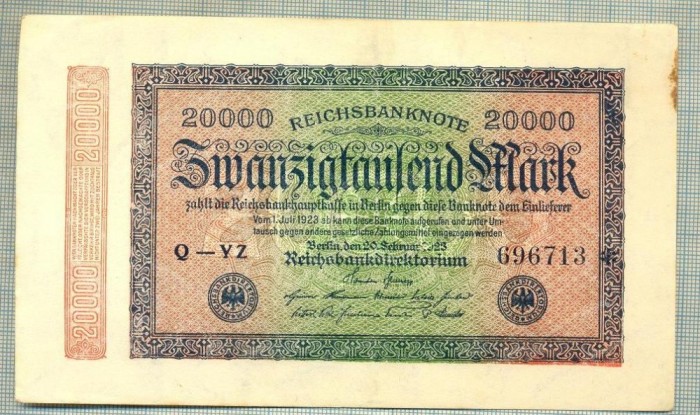 20000 REICHSBANKNOTE 20000
Zwanzigtausend Mark
zahlt die Reichsbankhauptkasse in Berlin gegen diese Banknote dem Einlieferer
Vom 1. Juli 1923 ab kann diese Banknote aufgerufen und unter Um-
tausch gegen andere gesetzliche Zahlungsmittel eingezogen werden
Berlin, den 20. Februar 1923
Q–YZ Reichsbankdirektorium 696713 ✶
20000
20000